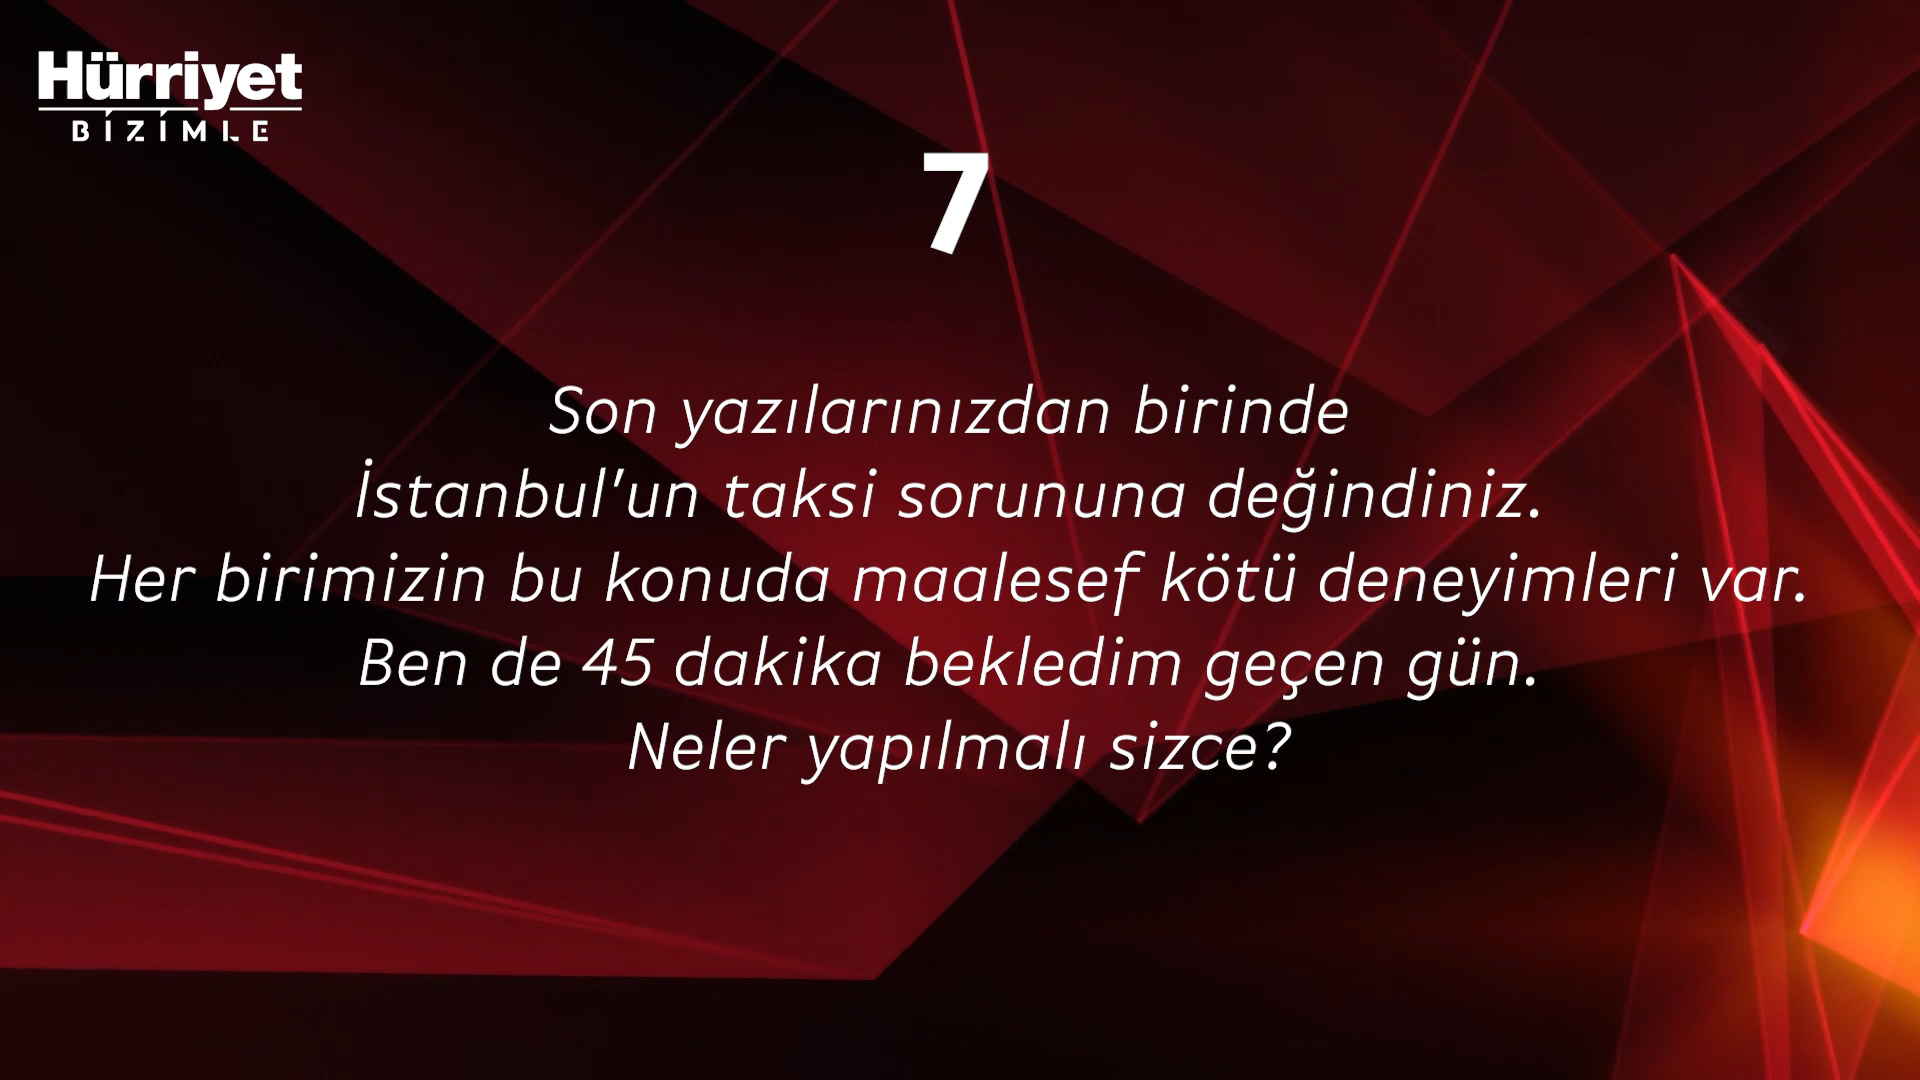 Hürriyet
BİZİMLE
7
Son yazılarınızdan birinde
İstanbul'un taksi sorununa değindiniz.
Her birimizin bu konuda maalesef kötü deneyimleri var.
Ben de 45 dakika bekledim geçen gün.
Neler yapılmalı sizce?